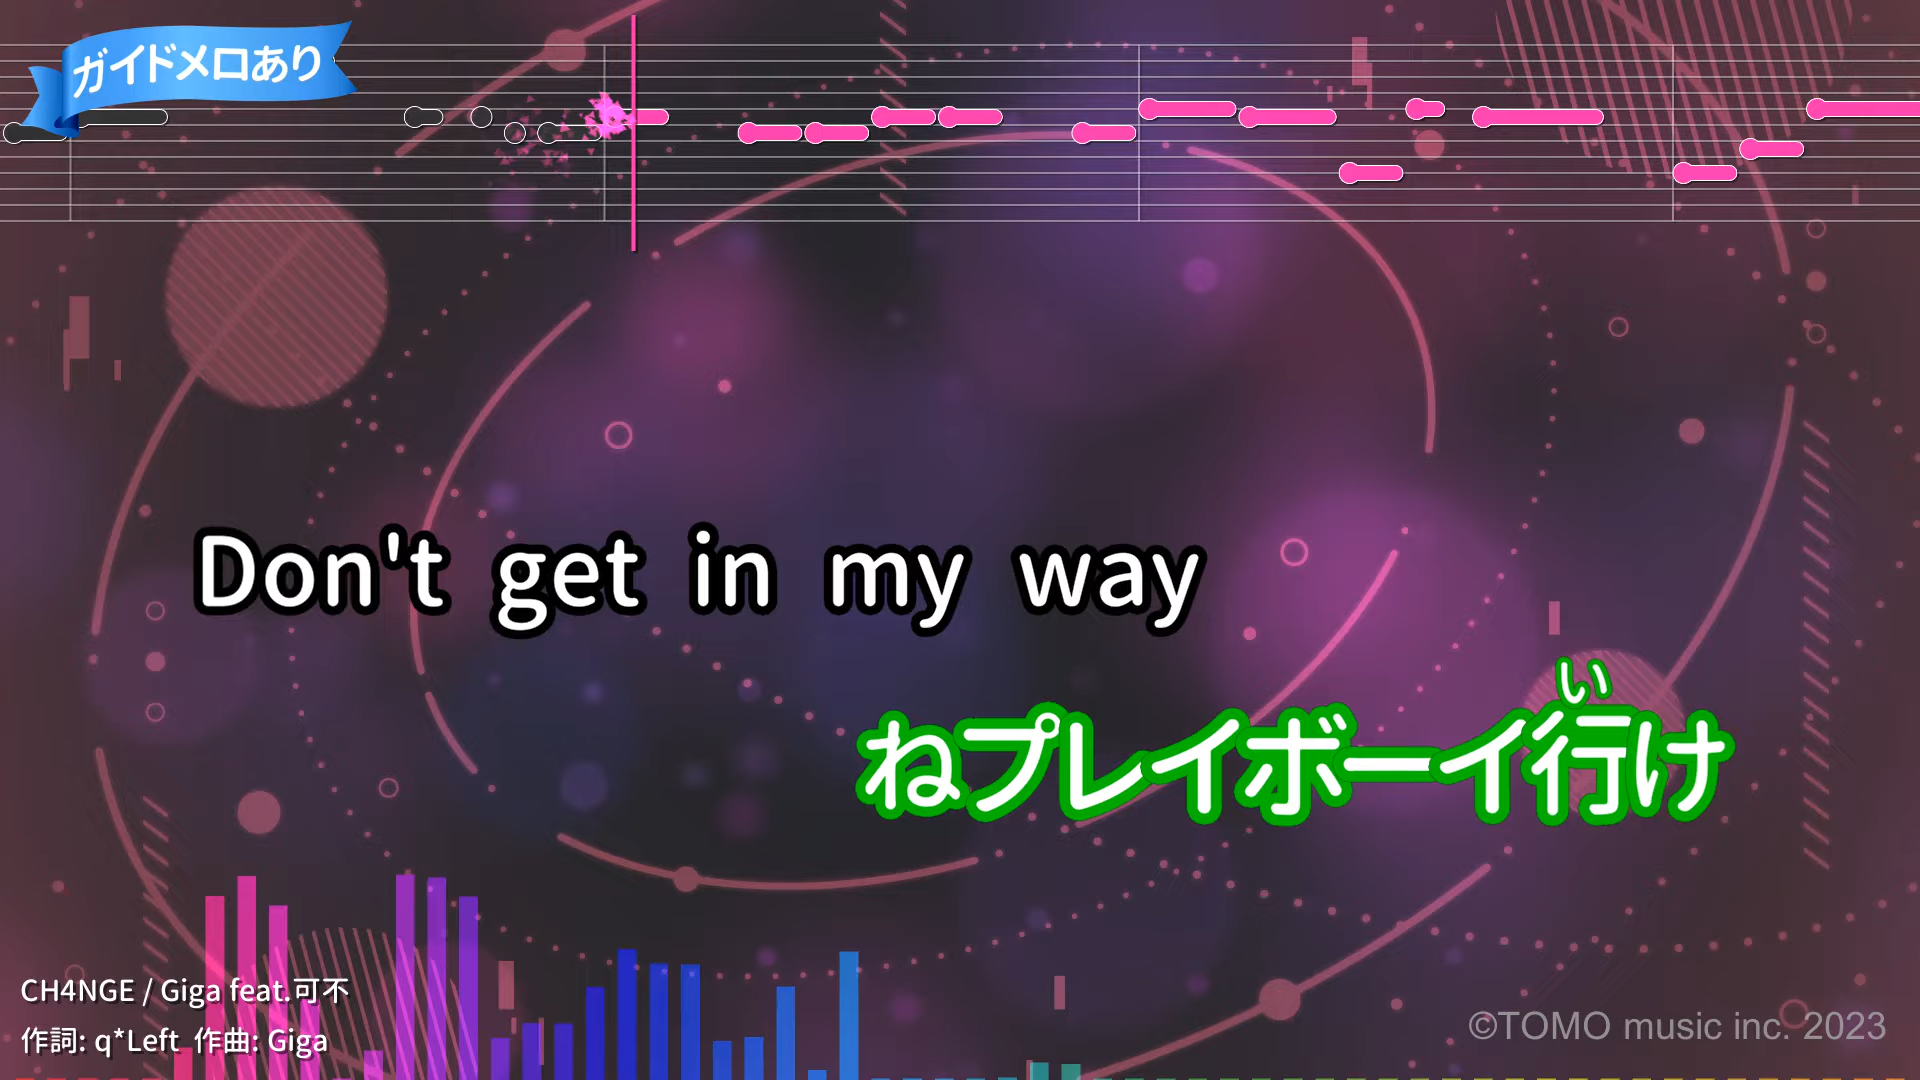 ガイドメロあり
Don't get in my way
い
ねプレイボーイ行け
CH4NGE / Giga feat.可不
作詞: q*Left 作曲: Giga
©TOMO music inc. 2023